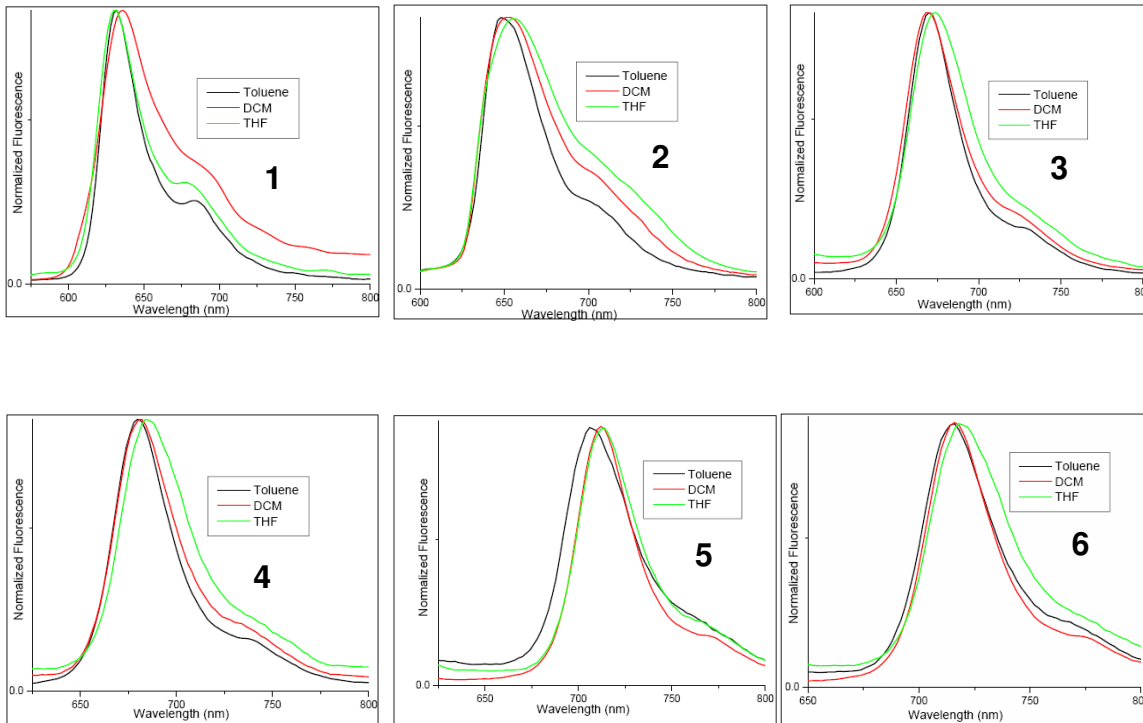 Normalized Fluorescence
Toluene
DCM
THF
1
0.0
600 650 700 750 800
Wavelength (nm)
Normalized Fluorescence
Toluene
DCM
THF
2
0.0
600 650 700 750 800
Wavelength (nm)
Normalized Fluorescence
Toluene
DCM
THF
3
0.0
600 650 700 750 800
Wavelength (nm)
Normalized Fluorescence
Toluene
DCM
THF
4
0.0
650 700 750 800
Wavelength (nm)
Normalized Fluorescence
Toluene
DCM
THF
5
0.0
650 700 750 800
Wavelength (nm)
Normalized Fluorescence
Toluene
DCM
THF
6
0.0
650 700 750 800
Wavelength (nm)